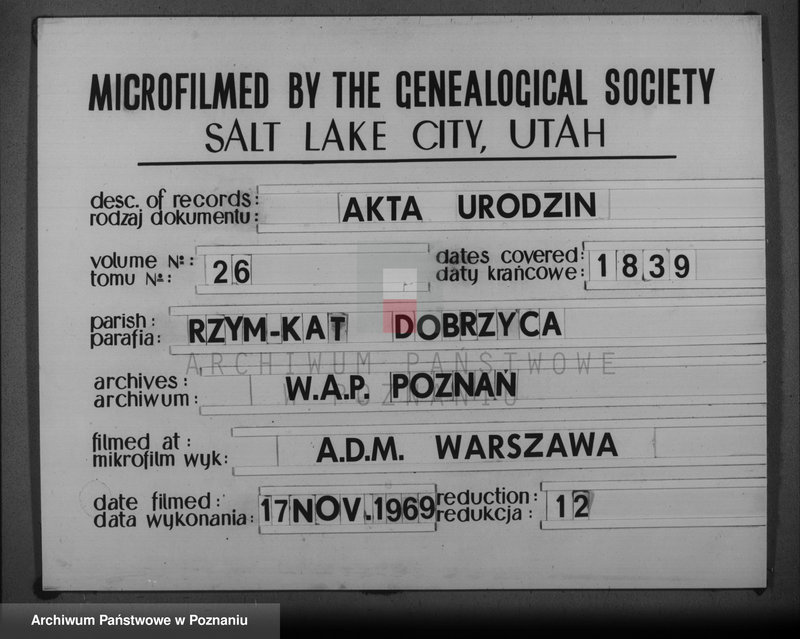 MICROFILMED BY THE GENEALOGICAL SOCIETY
SALT LAKE CITY, UTAH
desc. of records:
rodzaj dokumentu:
AKTA URODZIN
volume №:
tomu №:
26
dates covered:
daty krańcowe:
1839
parish:
parafia:
RZYM-KAT DOBRZYCA
ARCHIWUM PAŃSTWOWE
W POZNANIU
archives:
archiwum:
W.A.P. POZNAŃ
filmed at:
mikrofilm wyk:
A.D.M. WARSZAWA
date filmed:
data wykonania:
17 NOV. 1969
reduction:
redukcja:
12
Archiwum Państwowe w Poznaniu